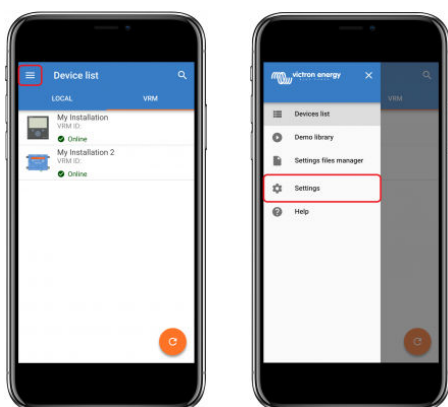 Device list
LOCAL VRM
My Installation
VRM ID:
Online
My Installation 2
VRM ID:
Online
victron energy
VRM
Devices list
Demo library
Settings files manager
Settings
Help